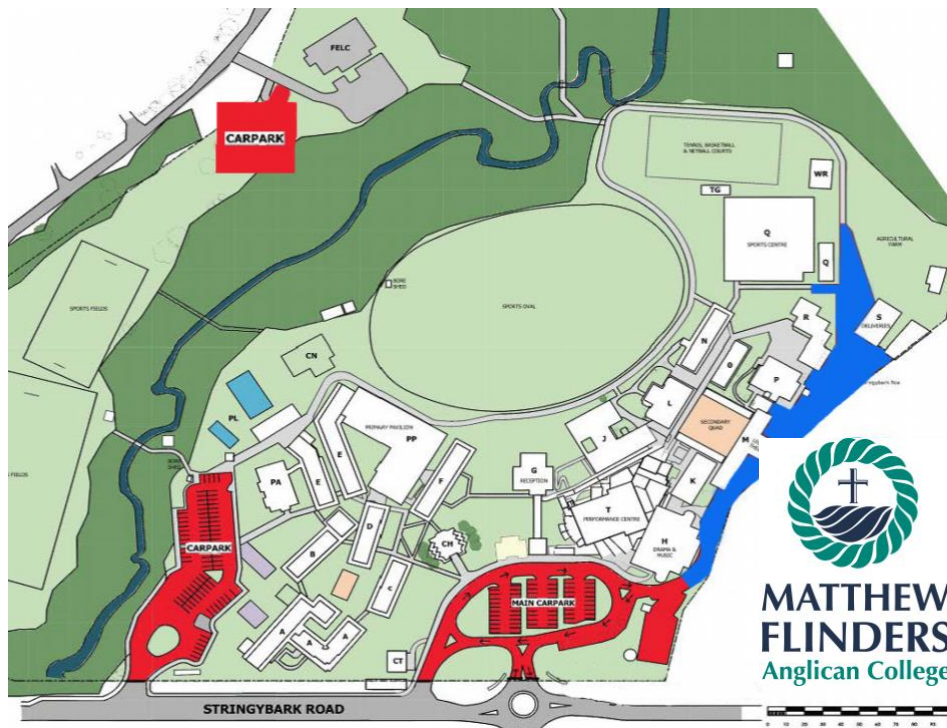 FELC
CARPARK
TENNIS, BASKETBALL
& NETBALL COURTS
WR
TG
Q
SPORTS CENTRE
Q
AGRICULTURAL
FARM
BORE
SHED
SPORTS FIELDS
SPORTS OVAL
R
S
DELIVERIES
N
O
CN
P
L
PL
SECONDARY
QUAD
M
MCKAY PAVILION
PP
J
E
F
G
RECEPTION
K
PA
E
T
PERFORMANCE CENTRE
D
H
DRAMA &
MUSIC
CH
CARPARK
B
C
MAIN CARPARK
A
A
A
CT
STRINGYBARK ROAD
MATTHEW
FLINDERS
Anglican College